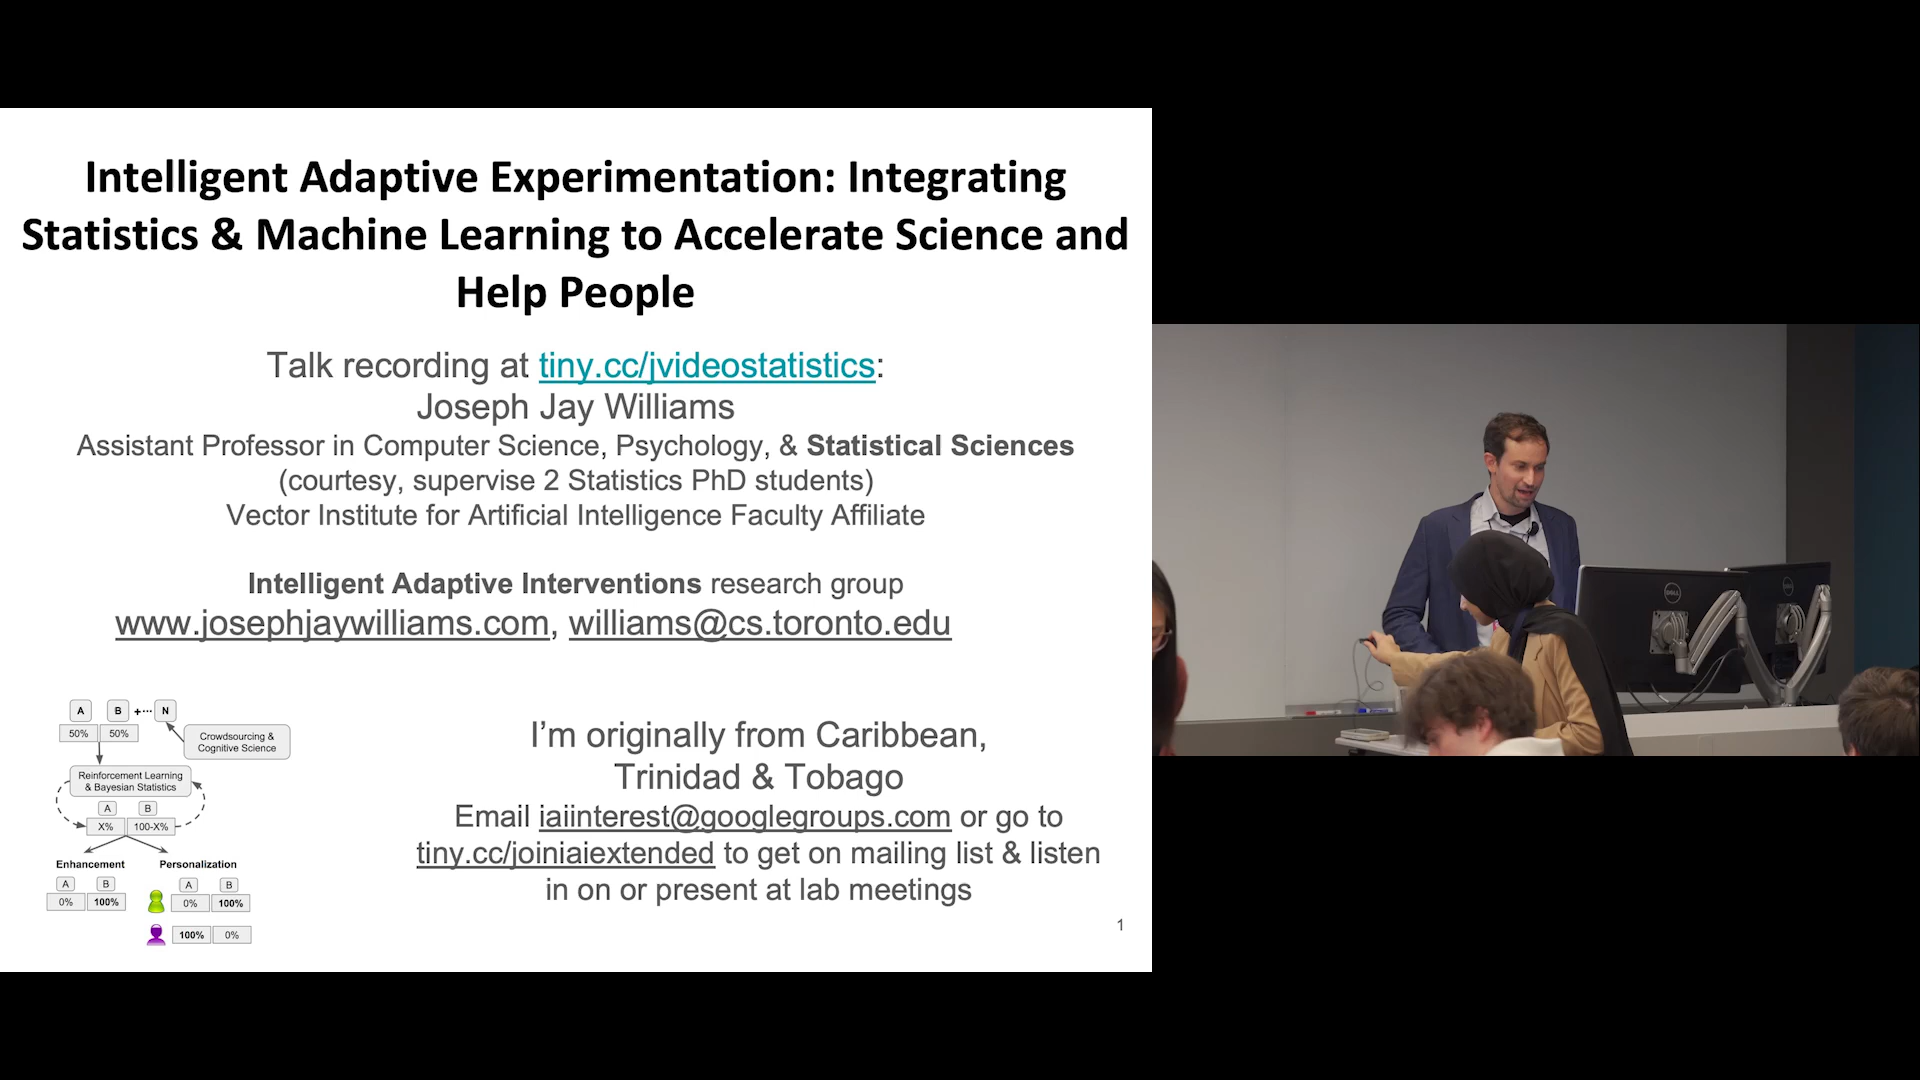 Intelligent Adaptive Experimentation: Integrating
Statistics & Machine Learning to Accelerate Science and
Help People
Talk recording at tiny.cc/jvideostatistics:
Joseph Jay Williams
Assistant Professor in Computer Science, Psychology, & Statistical Sciences
(courtesy, supervise 2 Statistics PhD students)
Vector Institute for Artificial Intelligence Faculty Affiliate
Intelligent Adaptive Interventions research group
www.josephjaywilliams.com, williams@cs.toronto.edu
A B +··· N
50% 50%
Crowdsourcing &
Cognitive Science
Reinforcement Learning
& Bayesian Statistics
A B
X% 100-X%
Enhancement Personalization
A B A B
0% 100% 0% 100%
100% 0%
I'm originally from Caribbean,
Trinidad & Tobago
Email iaiinterest@googlegroups.com or go to
tiny.cc/joiniaiextended to get on mailing list & listen
in on or present at lab meetings
1
DELL
DELL